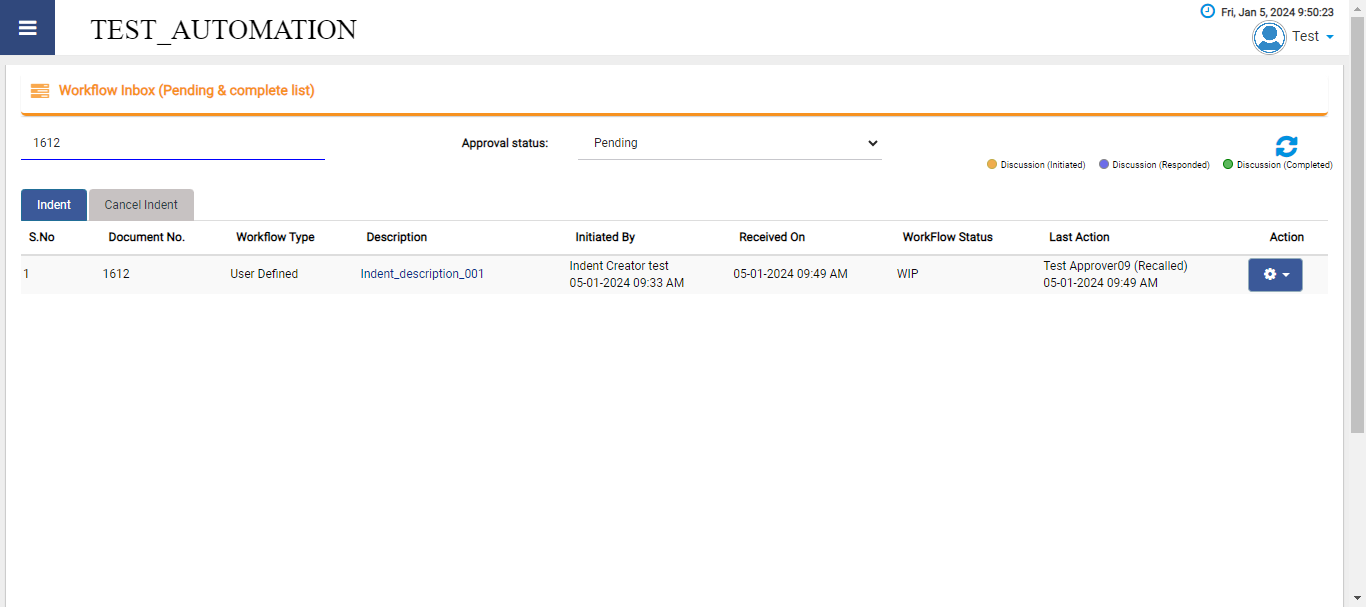 TEST_AUTOMATION
Fri, Jan 5, 2024 9:50:23
Test
Workflow Inbox (Pending & complete list)
1612
Approval status:
Pending
Discussion (Initiated)
Discussion (Responded)
Discussion (Completed)
Indent
Cancel Indent
S.No Document No. Workflow Type Description Initiated By Received On WorkFlow Status Last Action Action
1 1612 User Defined Indent_description_001 Indent Creator test 05-01-2024 09:49 AM WIP Test Approver09 (Recalled)
05-01-2024 09:33 AM 05-01-2024 09:49 AM